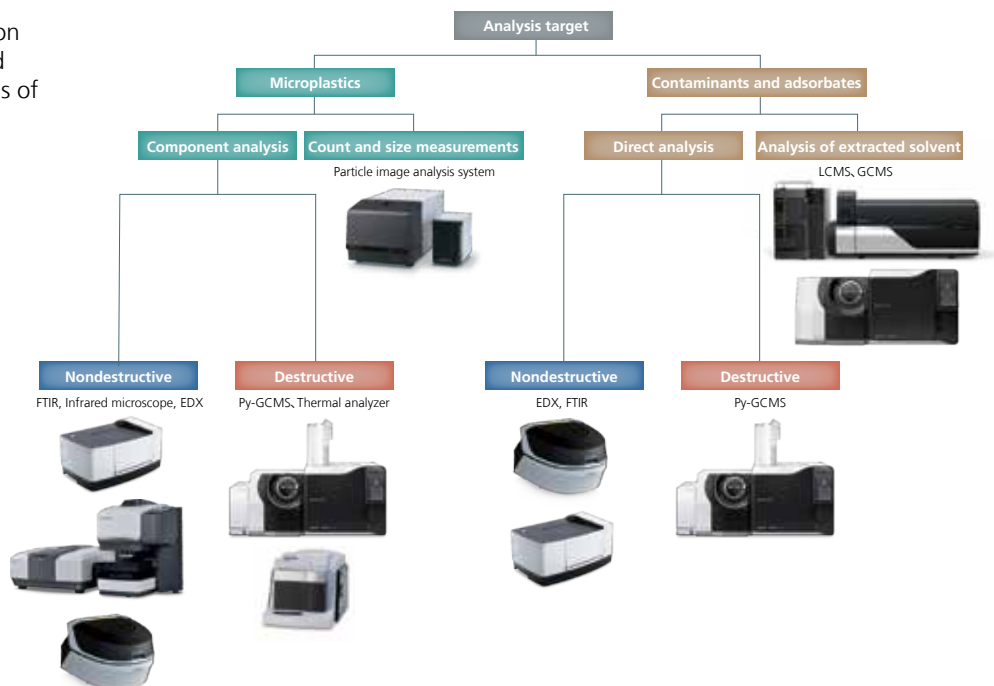 on
d
s of
Analysis target
Microplastics
Contaminants and adsorbates
Component analysis
Count and size measurements
Direct analysis
Analysis of extracted solvent
Particle image analysis system
LCMS、GCMS
Nondestructive
Destructive
Nondestructive
Destructive
FTIR, Infrared microscope, EDX
Py-GCMS、Thermal analyzer
EDX, FTIR
Py-GCMS